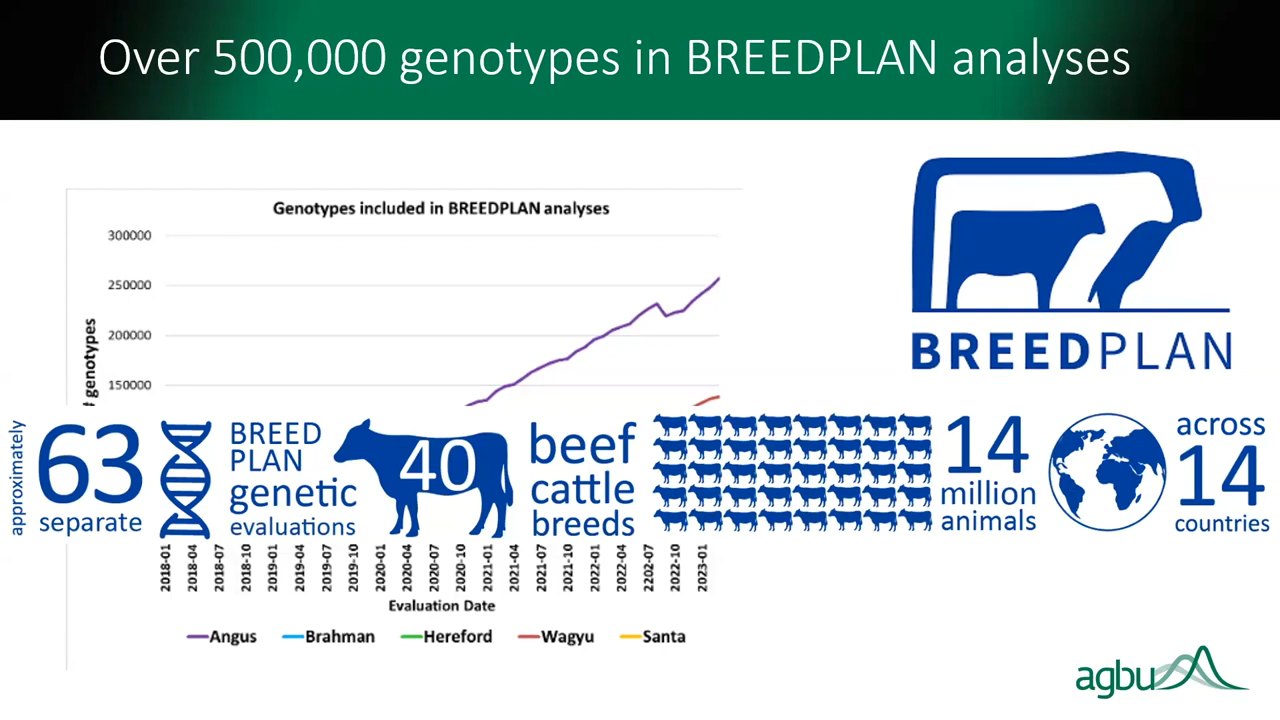 Over 500,000 genotypes in BREEDPLAN analyses
Genotypes included in BREEDPLAN analyses
300000
250000
200000
150000
# genotypes
BREEDPLAN
approximately
63
separate
BREED
PLAN
genetic
evaluations
40
beef
cattle
breeds
14
million
animals
across
14
countries
2018-01
2018-04
2018-07
2018-10
2019-01
2019-04
2019-07
2019-10
2020-01
2020-04
2020-07
2020-10
2021-01
2021-04
2021-07
2021-10
2022-01
2022-04
2202-07
2022-10
2023-01
Evaluation Date
Angus Brahman Hereford Wagyu Santa
agbu